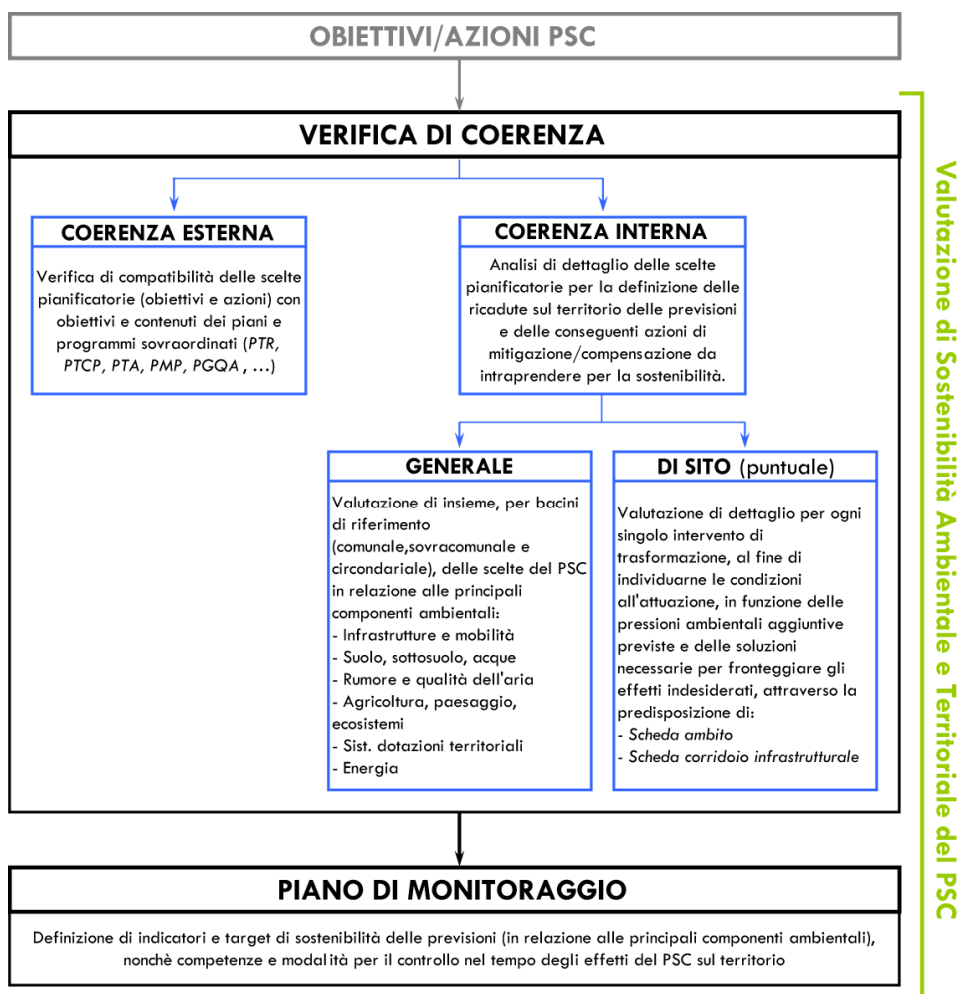 OBIETTIVI/AZIONI PSC
VERIFICA DI COERENZA
COERENZA ESTERNA
Verifica di compatibilità delle scelte
pianificatorie (obiettivi e azioni) con
obiettivi e contenuti dei piani e
programmi sovraordinati (PTR,
PTCP, PTA, PMP, PGQA , ...)
COERENZA INTERNA
Analisi di dettaglio delle scelte
pianificatorie per la definizione delle
ricadute sul territorio delle previsioni
e delle conseguenti azioni di
mitigazione/compensazione da
intraprendere per la sostenibilità.
GENERALE
Valutazione di insieme, per bacini
di riferimento
(comunale,sovracomunale e
circondariale), delle scelte del PSC
in relazione alle principali
componenti ambientali:
- Infrastrutture e mobilità
- Suolo, sottosuolo, acque
- Rumore e qualità dell'aria
- Agricoltura, paesaggio,
ecosistemi
- Sist. dotazioni territoriali
- Energia
DI SITO (puntuale)
Valutazione di dettaglio per ogni
singolo intervento di
trasformazione, al fine di
individuarne le condizioni
all'attuazione, in funzione delle
pressioni ambientali aggiuntive
previste e delle soluzioni
necessarie per fronteggiare gli
effetti indesiderati, attraverso la
predisposizione di:
- Scheda ambito
- Scheda corridoio infrastrutturale
PIANO DI MONITORAGGIO
Definizione di indicatori e target di sostenibilità delle previsioni (in relazione alle principali componenti ambientali),
nonchè competenze e modalità per il controllo nel tempo degli effetti del PSC sul territorio
Valutazione di Sostenibilità Ambientale e Territoriale del PSC